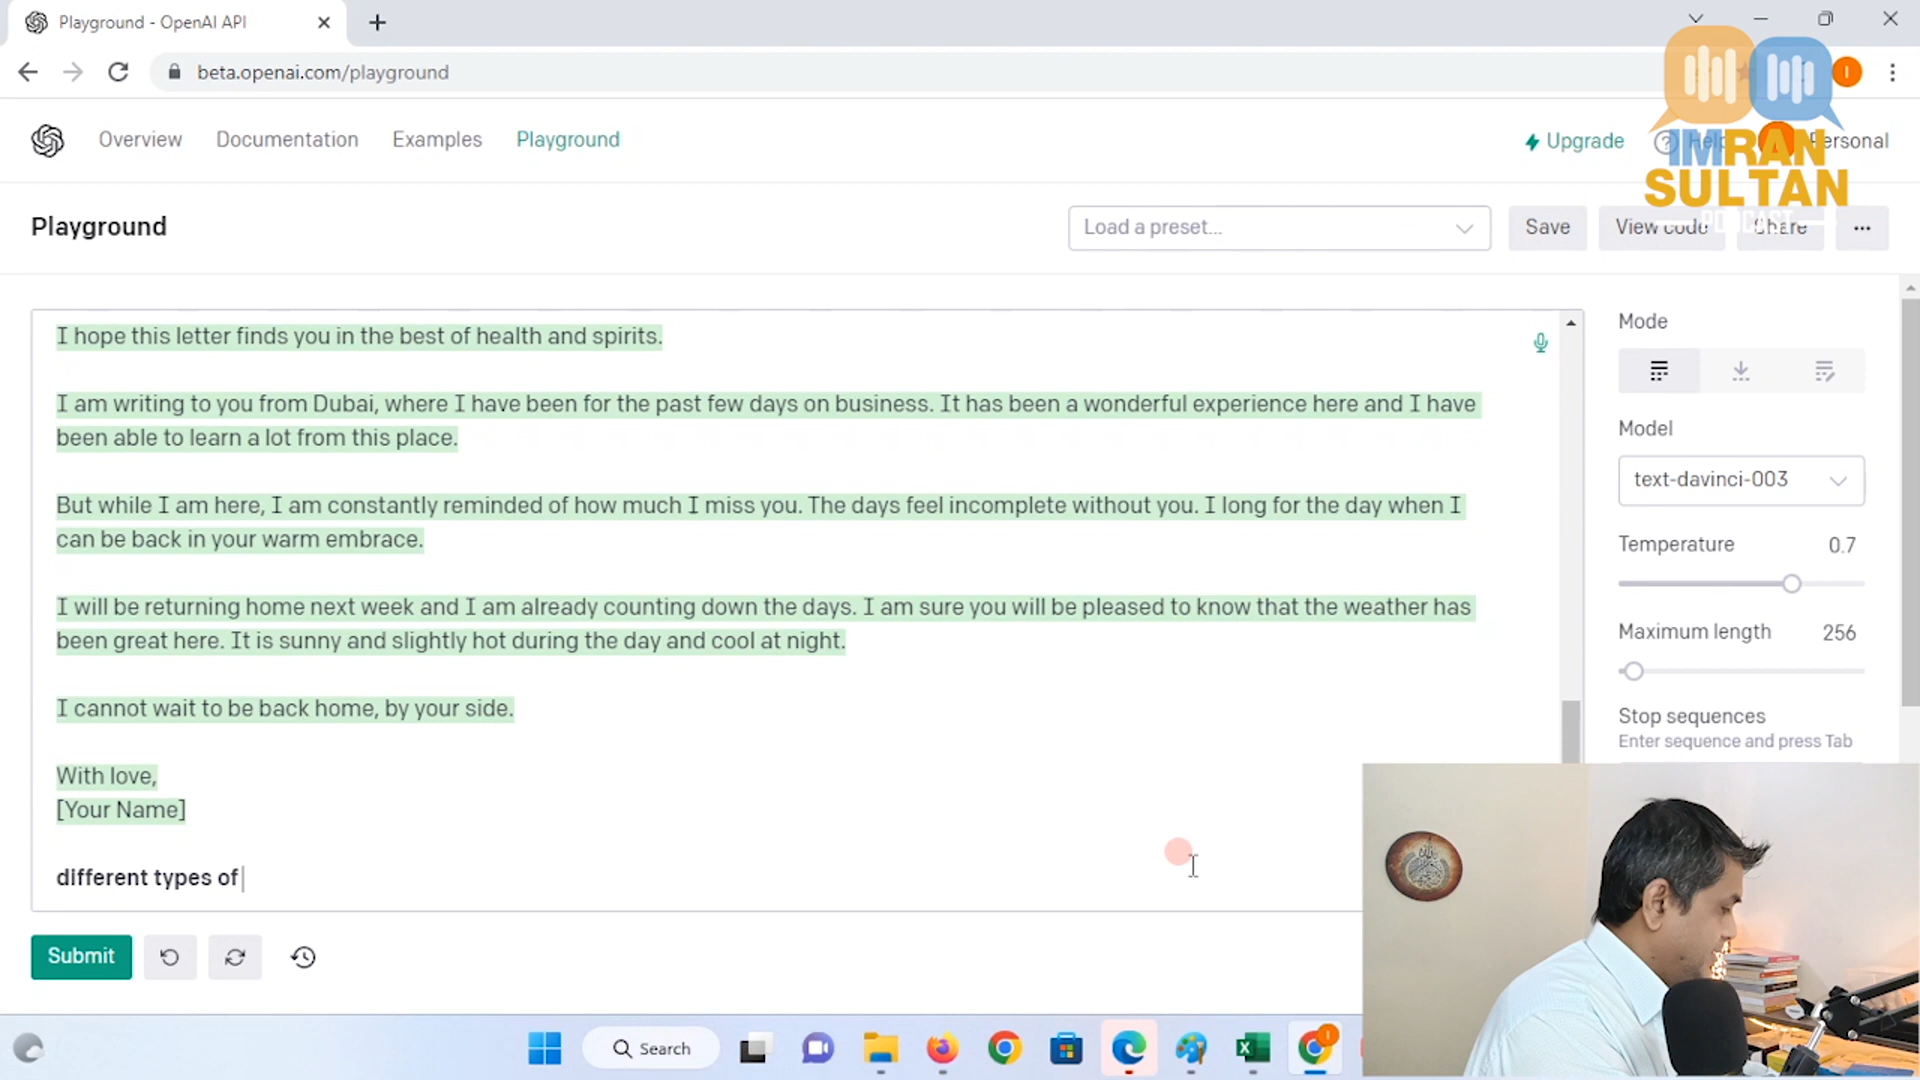 Playground - OpenAI API
beta.openai.com/playground
Overview Documentation Examples Playground
Upgrade Help Personal
IMRAN
SULTAN
PODCAST
Playground
Load a preset...
Save
View code
Share
I hope this letter finds you in the best of health and spirits.
I am writing to you from Dubai, where I have been for the past few days on business. It has been a wonderful experience here and I have
been able to learn a lot from this place.
But while I am here, I am constantly reminded of how much I miss you. The days feel incomplete without you. I long for the day when I
can be back in your warm embrace.
I will be returning home next week and I am already counting down the days. I am sure you will be pleased to know that the weather has
been great here. It is sunny and slightly hot during the day and cool at night.
I cannot wait to be back home, by your side.
With love,
[Your Name]
different types of
Mode
Model
text-davinci-003
Temperature 0.7
Maximum length 256
Stop sequences
Enter sequence and press Tab
Submit
Search